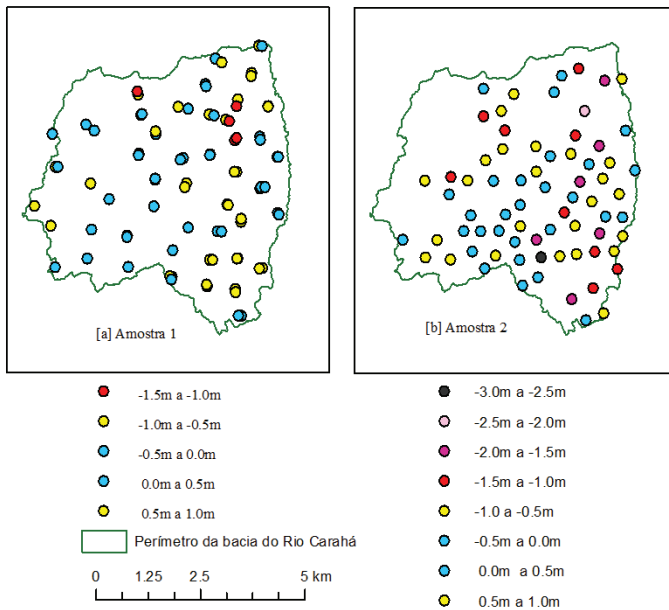 [a] Amostra 1
[b] Amostra 2
-1.5m a -1.0m
-1.0m a -0.5m
-0.5m a 0.0m
0.0m a 0.5m
0.5m a 1.0m
Perímetro da bacia do Rio Carahá
0 1.25 2.5 5 km
-3.0m a -2.5m
-2.5m a -2.0m
-2.0m a -1.5m
-1.5m a -1.0m
-1.0 a -0.5m
-0.5m a 0.0m
0.0m a 0.5m
0.5m a 1.0m